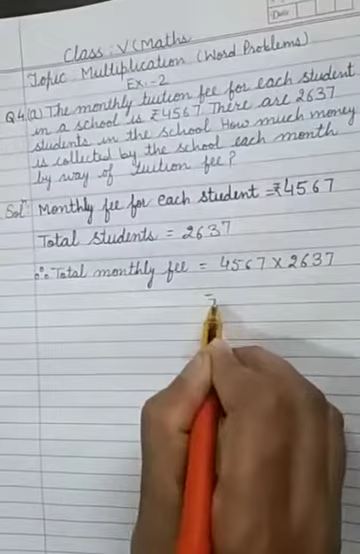 Date
Class: V (Maths
Topic Multiplication (Word Problems)
Ex.-2
Q4.(a) The monthly tuition fee for each student
in a school is ₹4567. There are 2637
students in the school How much money
is collected by the school each month
by way of tuition fee?
Solⁿ Monthly fee for each student = ₹4567
Total students = 2637
∴ Total monthly fee = 4567 × 2637
=